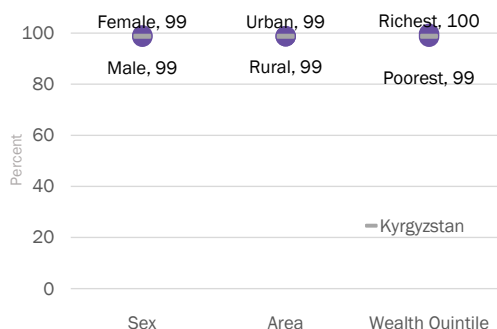 100
80
60
40
20
0
Percent
Female, 99
Male, 99
Urban, 99
Rural, 99
Richest, 100
Poorest, 99
Kyrgyzstan
Sex
Area
Wealth Quintile